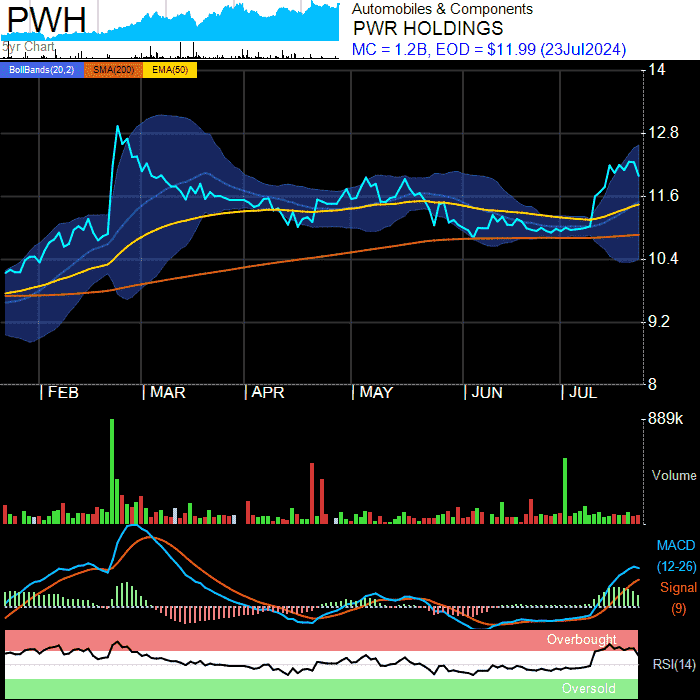 PWH
5yr Chart
Automobiles & Components
PWR HOLDINGS
MC = 1.2B, EOD = $11.99 (23Jul2024)
BollBands(20,2) SMA(200) EMA(50)
14
12.8
11.6
10.4
9.2
8
FEB MAR APR MAY JUN JUL
889k
Volume
MACD
(12-26)
Signal
(9)
Overbought
RSI(14)
Oversold